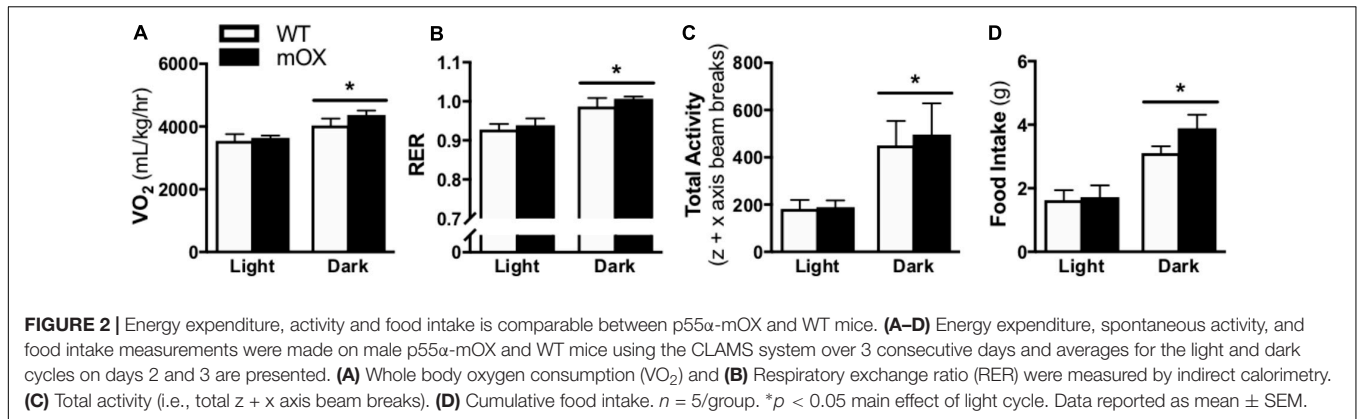 A
WT
mOX
VO₂ (mL/kg/hr)
6000
4000
2000
0
Light
Dark
*
B
RER
1.1
1.0
0.9
0.8
0.7
0
Light
Dark
*
C
Total Activity
(z + x axis beam breaks)
800
600
400
200
0
Light
Dark
*
D
Food Intake (g)
6
4
2
0
Light
Dark
*
FIGURE 2 | Energy expenditure, activity and food intake is comparable between p55α-mOX and WT mice. (A–D) Energy expenditure, spontaneous activity, and
food intake measurements were made on male p55α-mOX and WT mice using the CLAMS system over 3 consecutive days and averages for the light and dark
cycles on days 2 and 3 are presented. (A) Whole body oxygen consumption (VO₂) and (B) Respiratory exchange ratio (RER) were measured by indirect calorimetry.
(C) Total activity (i.e., total z + x axis beam breaks). (D) Cumulative food intake. n = 5/group. *p < 0.05 main effect of light cycle. Data reported as mean ± SEM.